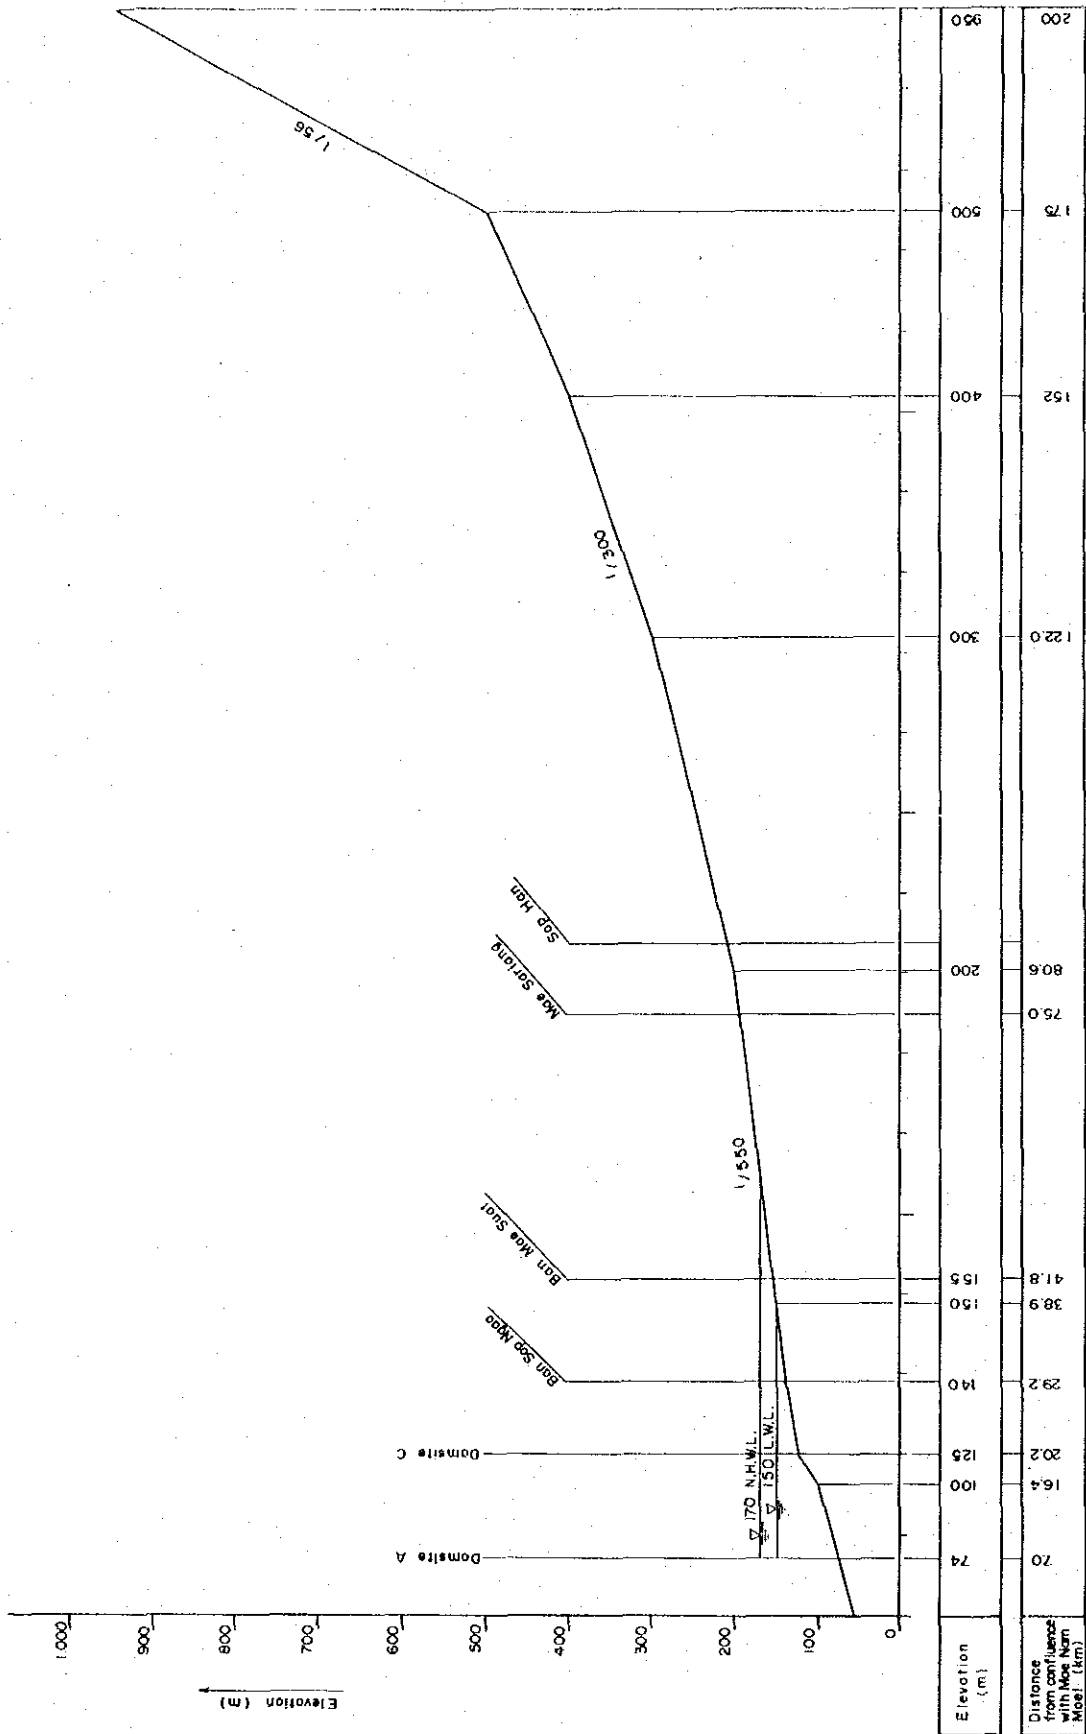 Elevation (m)
1000
900
800
700
600
500
400
300
200
100
0
Damsite A
Damsite C
Ban Sop Ngao
Ban Mae Suat
Mae Sariang
Sop Han
170 N.H.W.L.
150 L.W.L.
1/550
1/300
1/56
Elevation
(m)
74
100
125
140
150
155
200
300
400
500
950
Distance
from confluence
with Mae Nam
Moei (km)
7.0
16.4
20.2
29.2
38.9
41.8
75.0
80.6
122.0
152
175
200